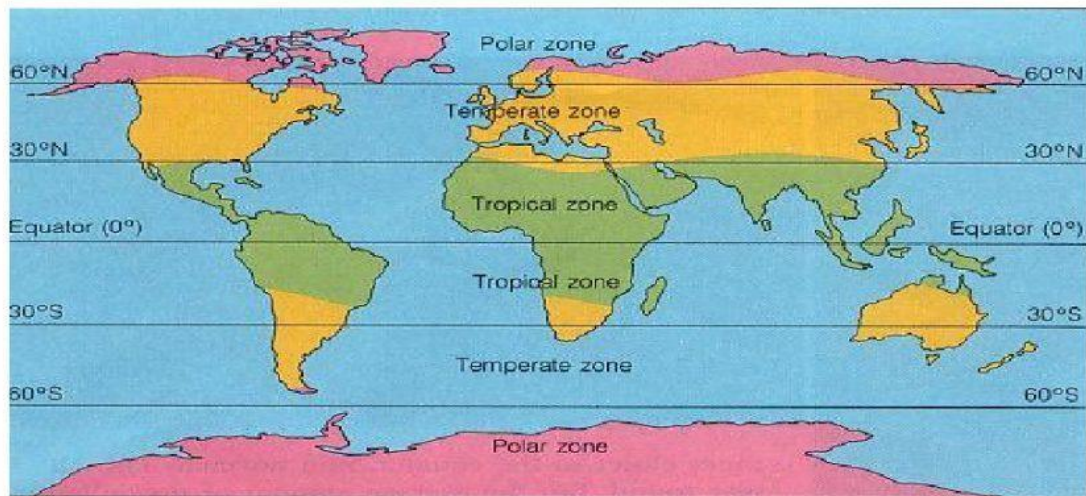 Polar zone
60°N 60°N
Temperate zone
30°N 30°N
Tropical zone
Equator (0°) Equator (0°)
Tropical zone
30°S 30°S
Temperate zone
60°S 60°S
Polar zone